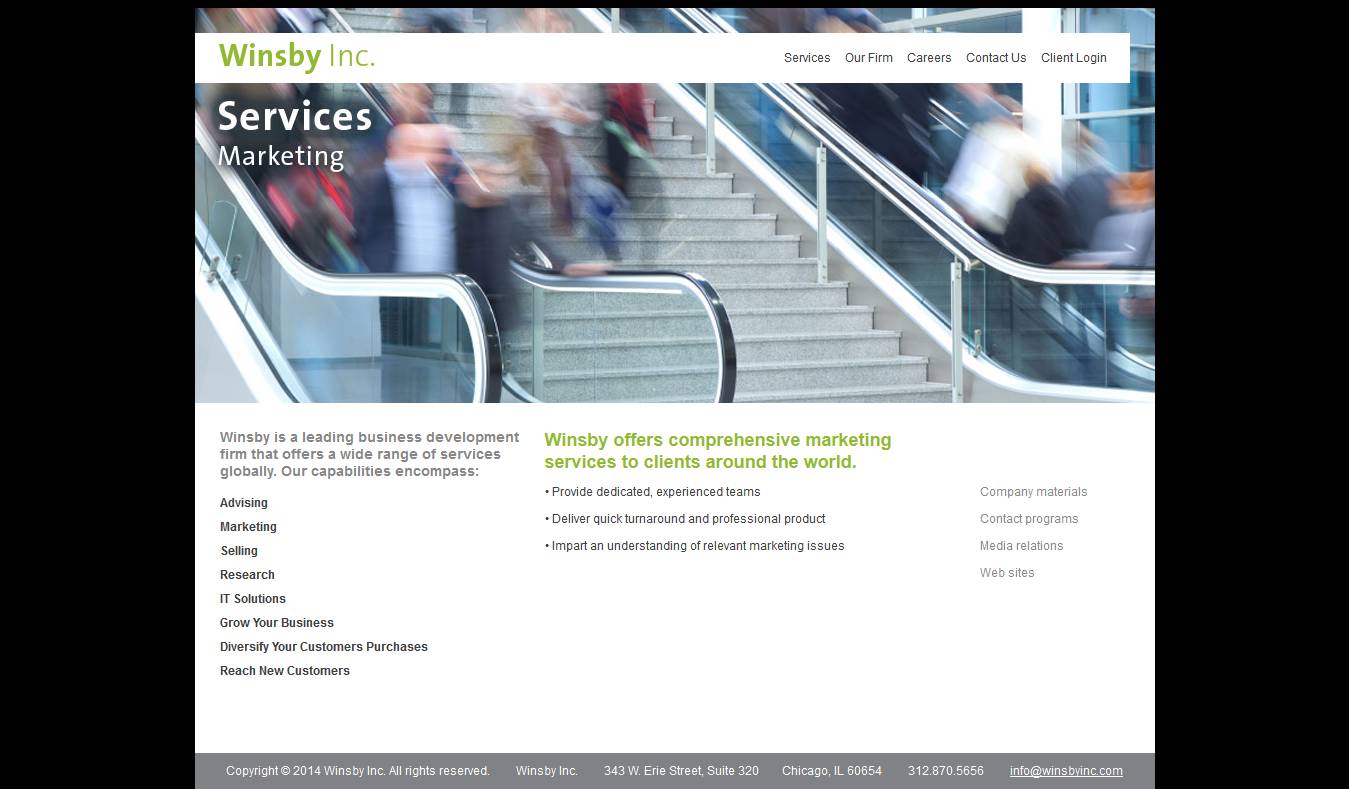 Winsby Inc.
Services Our Firm Careers Contact Us Client Login
Services
Marketing
Winsby is a leading business development
firm that offers a wide range of services
globally. Our capabilities encompass:
Advising
Marketing
Selling
Research
IT Solutions
Grow Your Business
Diversify Your Customers Purchases
Reach New Customers
Winsby offers comprehensive marketing
services to clients around the world.
• Provide dedicated, experienced teams
• Deliver quick turnaround and professional product
• Impart an understanding of relevant marketing issues
Company materials
Contact programs
Media relations
Web sites
Copyright © 2014 Winsby Inc. All rights reserved. Winsby Inc. 343 W. Erie Street, Suite 320 Chicago, IL 60654 312.870.5656 info@winsbyinc.com